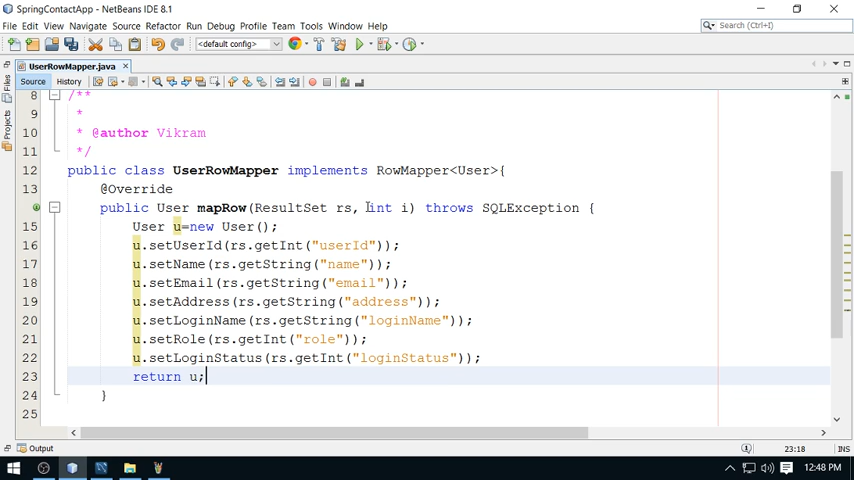 SpringContactApp - NetBeans IDE 8.1
File Edit View Navigate Source Refactor Run Debug Profile Team Tools Window Help
Search (Ctrl+I)
<default config>
UserRowMapper.java
Source History
Files
Projects
8 /**
9 *
10 * @author Vikram
11 */
12 public class UserRowMapper implements RowMapper<User>{
13 @Override
public User mapRow(ResultSet rs, int i) throws SQLException {
15 User u=new User();
16 u.setUserId(rs.getInt("userId"));
17 u.setName(rs.getString("name"));
18 u.setEmail(rs.getString("email"));
19 u.setAddress(rs.getString("address"));
20 u.setLoginName(rs.getString("loginName"));
21 u.setRole(rs.getInt("role"));
22 u.setLoginStatus(rs.getInt("loginStatus"));
23 return u;
24 }
25
Output
23:18 INS
12:48 PM